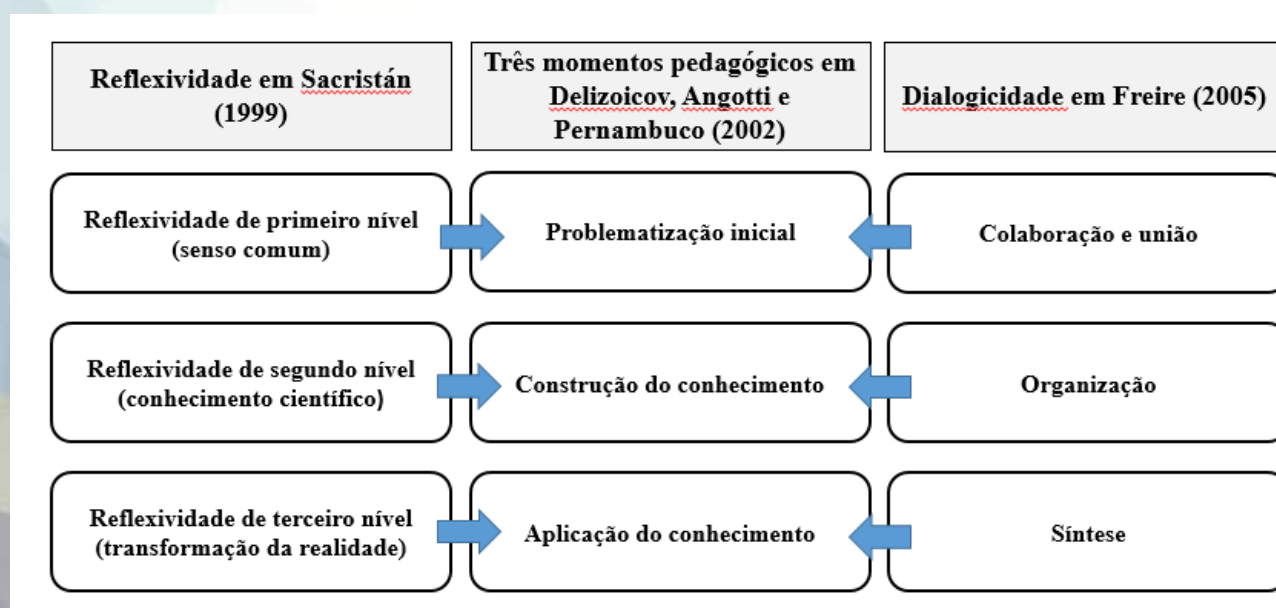 Reflexividade em Sacristán
(1999)
Três momentos pedagógicos em
Delizoicov, Angotti e
Pernambuco (2002)
Dialogicidade em Freire (2005)
Reflexividade de primeiro nível
(senso comum)
Problematização inicial
Colaboração e união
Reflexividade de segundo nível
(conhecimento científico)
Construção do conhecimento
Organização
Reflexividade de terceiro nível
(transformação da realidade)
Aplicação do conhecimento
Síntese